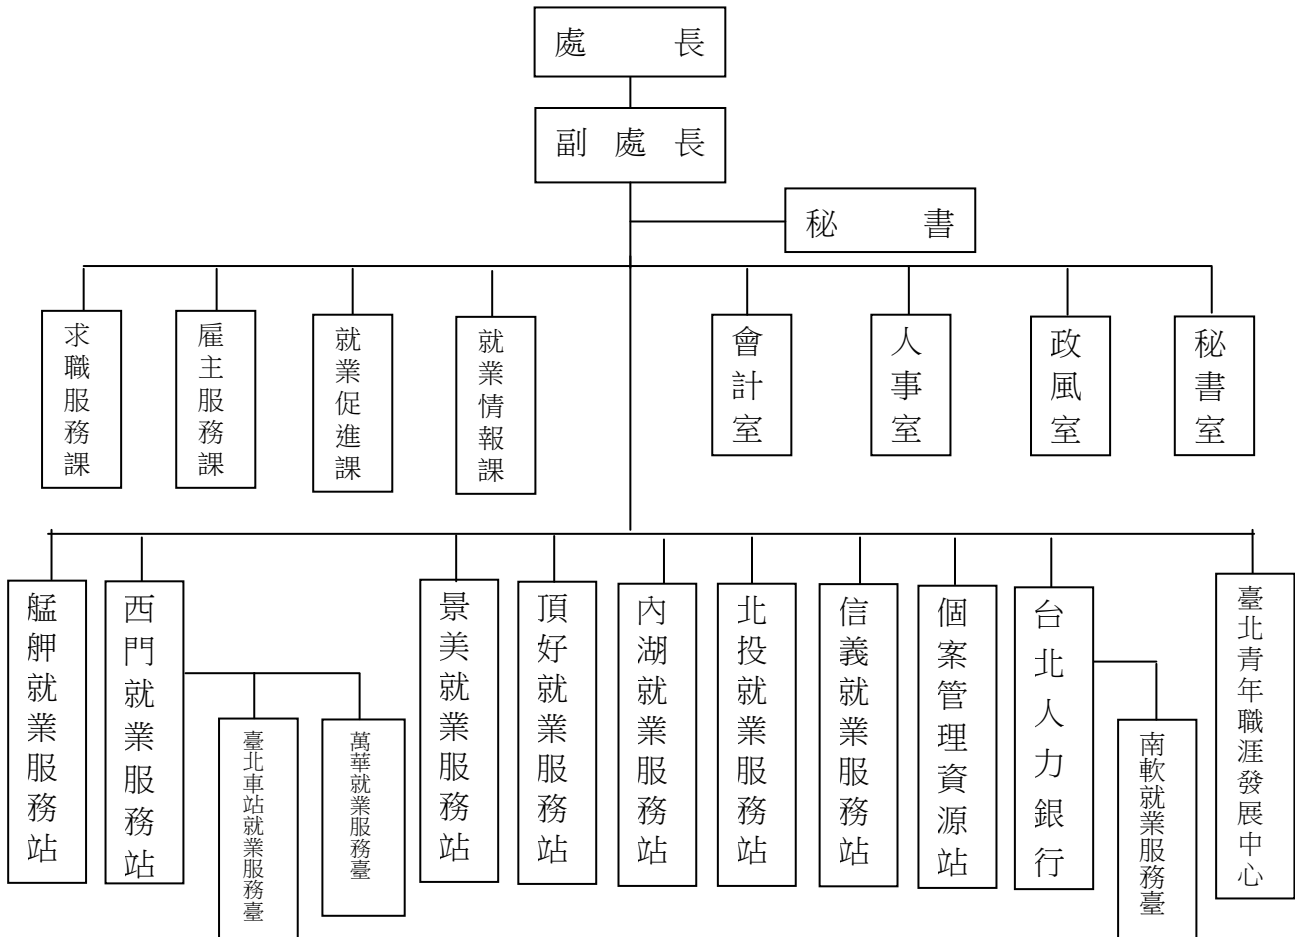 處長
副處長
秘書
求職服務課
雇主服務課
就業促進課
就業情報課
會計室
人事室
政風室
秘書室
艋舺就業服務站
西門就業服務站
臺北車站就業服務臺
萬華就業服務臺
景美就業服務站
頂好就業服務站
內湖就業服務站
北投就業服務站
信義就業服務站
個案管理資源站
台北人力銀行
南軟就業服務臺
臺北青年職涯發展中心